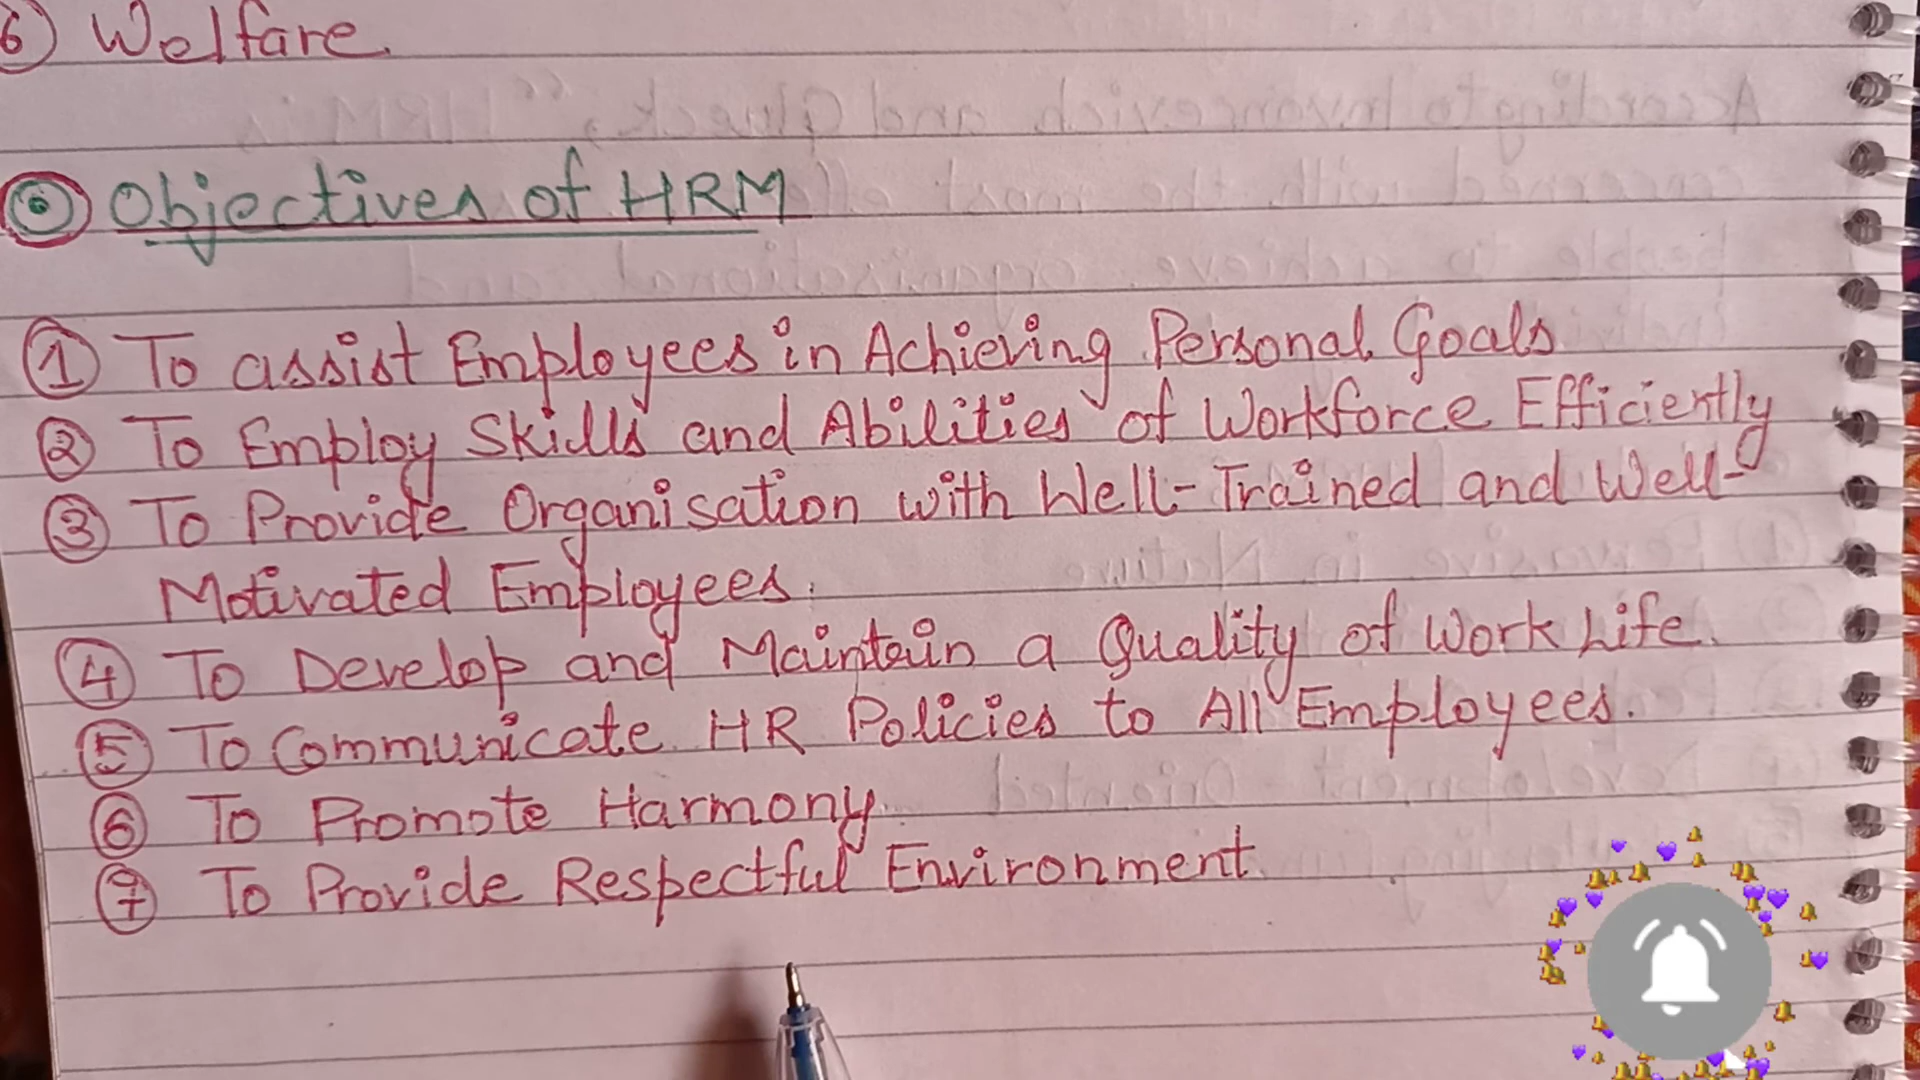 6 Welfare.
Objectives of HRM
1 To assist Employees in Achieving Personal Goals
2 To Employ Skills and Abilities of Workforce Efficiently
3 To Provide Organisation with Well-Trained and Well-
Motivated Employees.
4 To Develop and Maintain a Quality of Work Life.
5 To Communicate HR Policies to All Employees.
6 To Promote Harmony
7 To Provide Respectful Environment